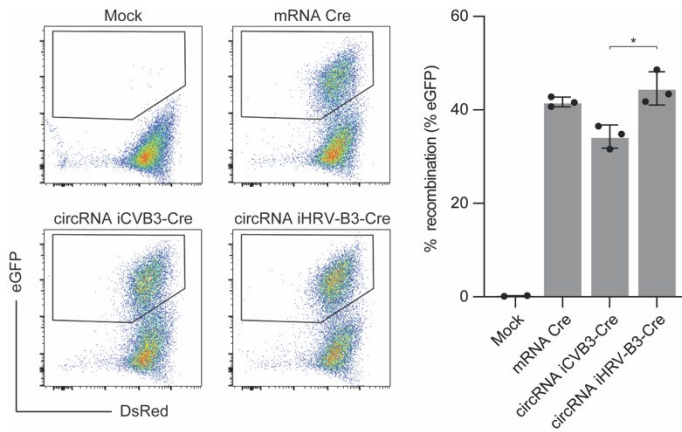 Mock
mRNA Cre
circRNA iCVB3-Cre
circRNA iHRV-B3-Cre
eGFP
DsRed
% recombination (% eGFP)
60
40
20
0
*
Mock
mRNA Cre
circRNA iCVB3-Cre
circRNA iHRV-B3-Cre